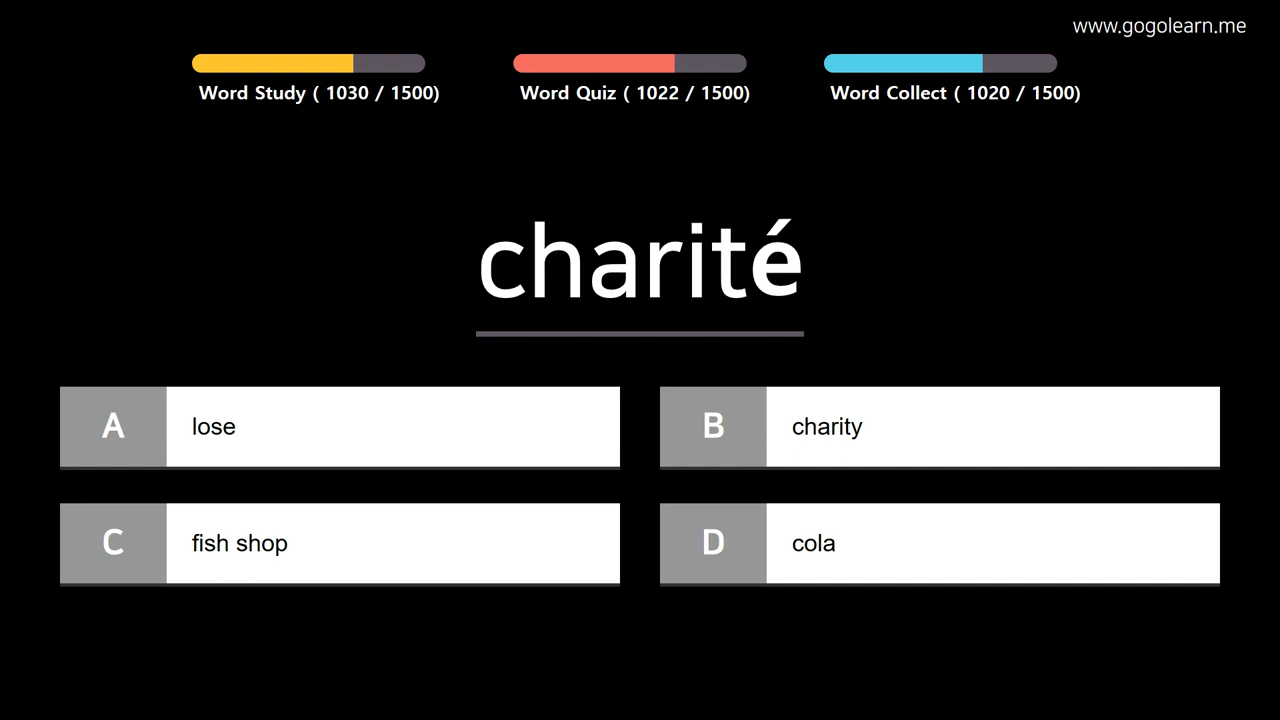 www.gogolearn.me
Word Study ( 1030 / 1500)
Word Quiz ( 1022 / 1500)
Word Collect ( 1020 / 1500)
charité
A lose
B charity
C fish shop
D cola